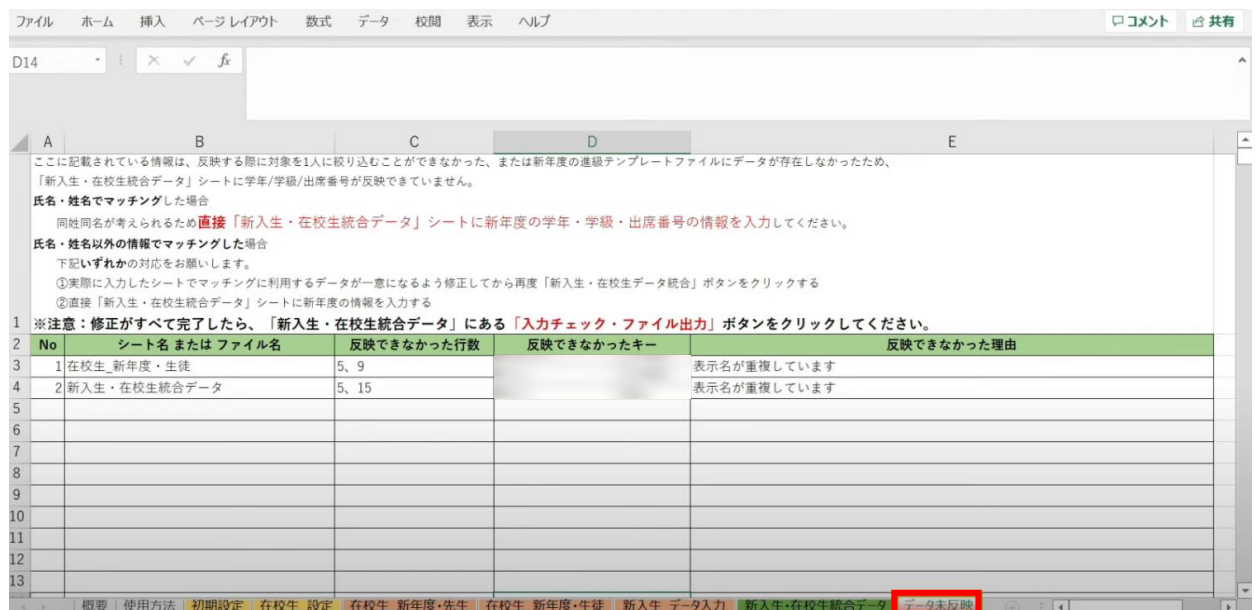 ファイル ホーム 挿入 ページ レイアウト 数式 データ 校閲 表示 ヘルプ コメント 共有
D14 fx
A B C D E
ここに記載されている情報は、反映する際に対象を1人に絞り込むことができなかった、または新年度の進級テンプレートファイルにデータが存在しなかったため、
「新入生・在校生統合データ」シートに学年/学級/出席番号が反映できていません。
氏名・姓名でマッチングした場合
同姓同名が考えられるため直接「新入生・在校生統合データ」シートに新年度の学年・学級・出席番号の情報を入力してください。
氏名・姓名以外の情報でマッチングした場合
下記いずれかの対応をお願いします。
①実際に入力したシートでマッチングに利用するデータが一意になるよう修正してから再度「新入生・在校生データ統合」ボタンをクリックする
②直接「新入生・在校生統合データ」シートに新年度の情報を入力する
1 ※注意：修正がすべて完了したら、「新入生・在校生統合データ」にある「入力チェック・ファイル出力」ボタンをクリックしてください。
2 No シート名 または ファイル名 反映できなかった行数 反映できなかったキー 反映できなかった理由
3 1 在校生_新年度・生徒 5、9 表示名が重複しています
4 2 新入生・在校生統合データ 5、15 表示名が重複しています
5
6
7
8
9
10
11
12
13
概要 使用方法 初期設定 在校生_設定 在校生_新年度・先生 在校生_新年度・生徒 新入生_データ入力 新入生・在校生統合データ データ未反映